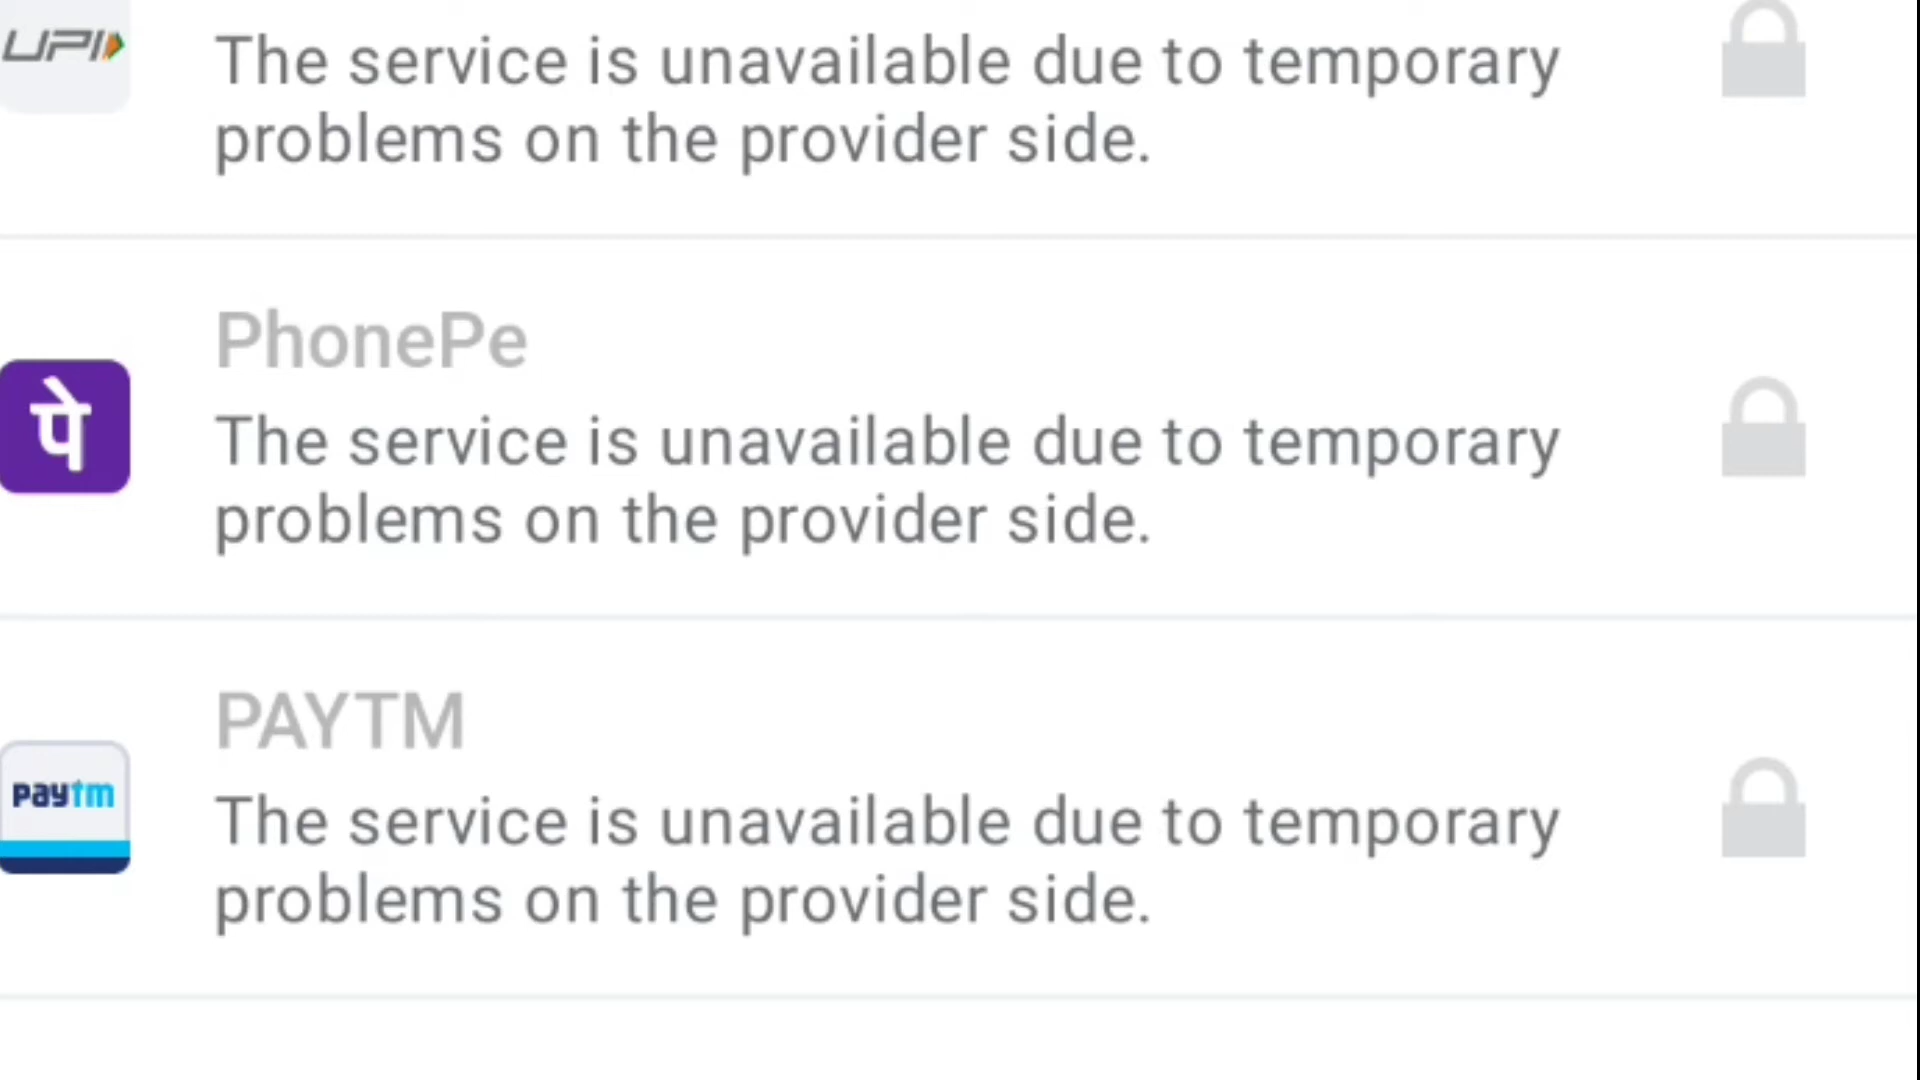 UPI
The service is unavailable due to temporary
problems on the provider side.
PhonePe
पे
The service is unavailable due to temporary
problems on the provider side.
PAYTM
paytm
The service is unavailable due to temporary
problems on the provider side.